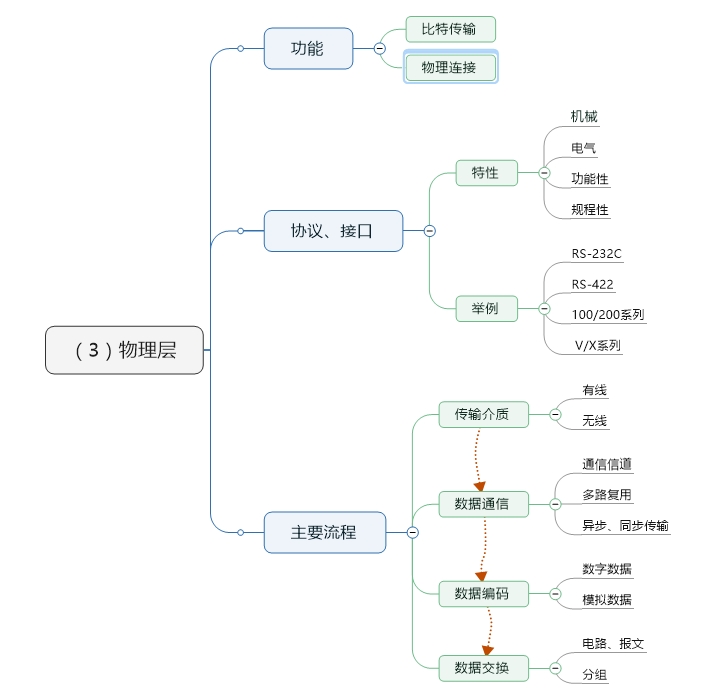 （3）物理层
功能
比特传输
物理连接
协议、接口
特性
机械
电气
功能性
规程性
举例
RS-232C
RS-422
100/200系列
V/X系列
主要流程
传输介质
有线
无线
数据通信
通信信道
多路复用
异步、同步传输
数据编码
数字数据
模拟数据
数据交换
电路、报文
分组